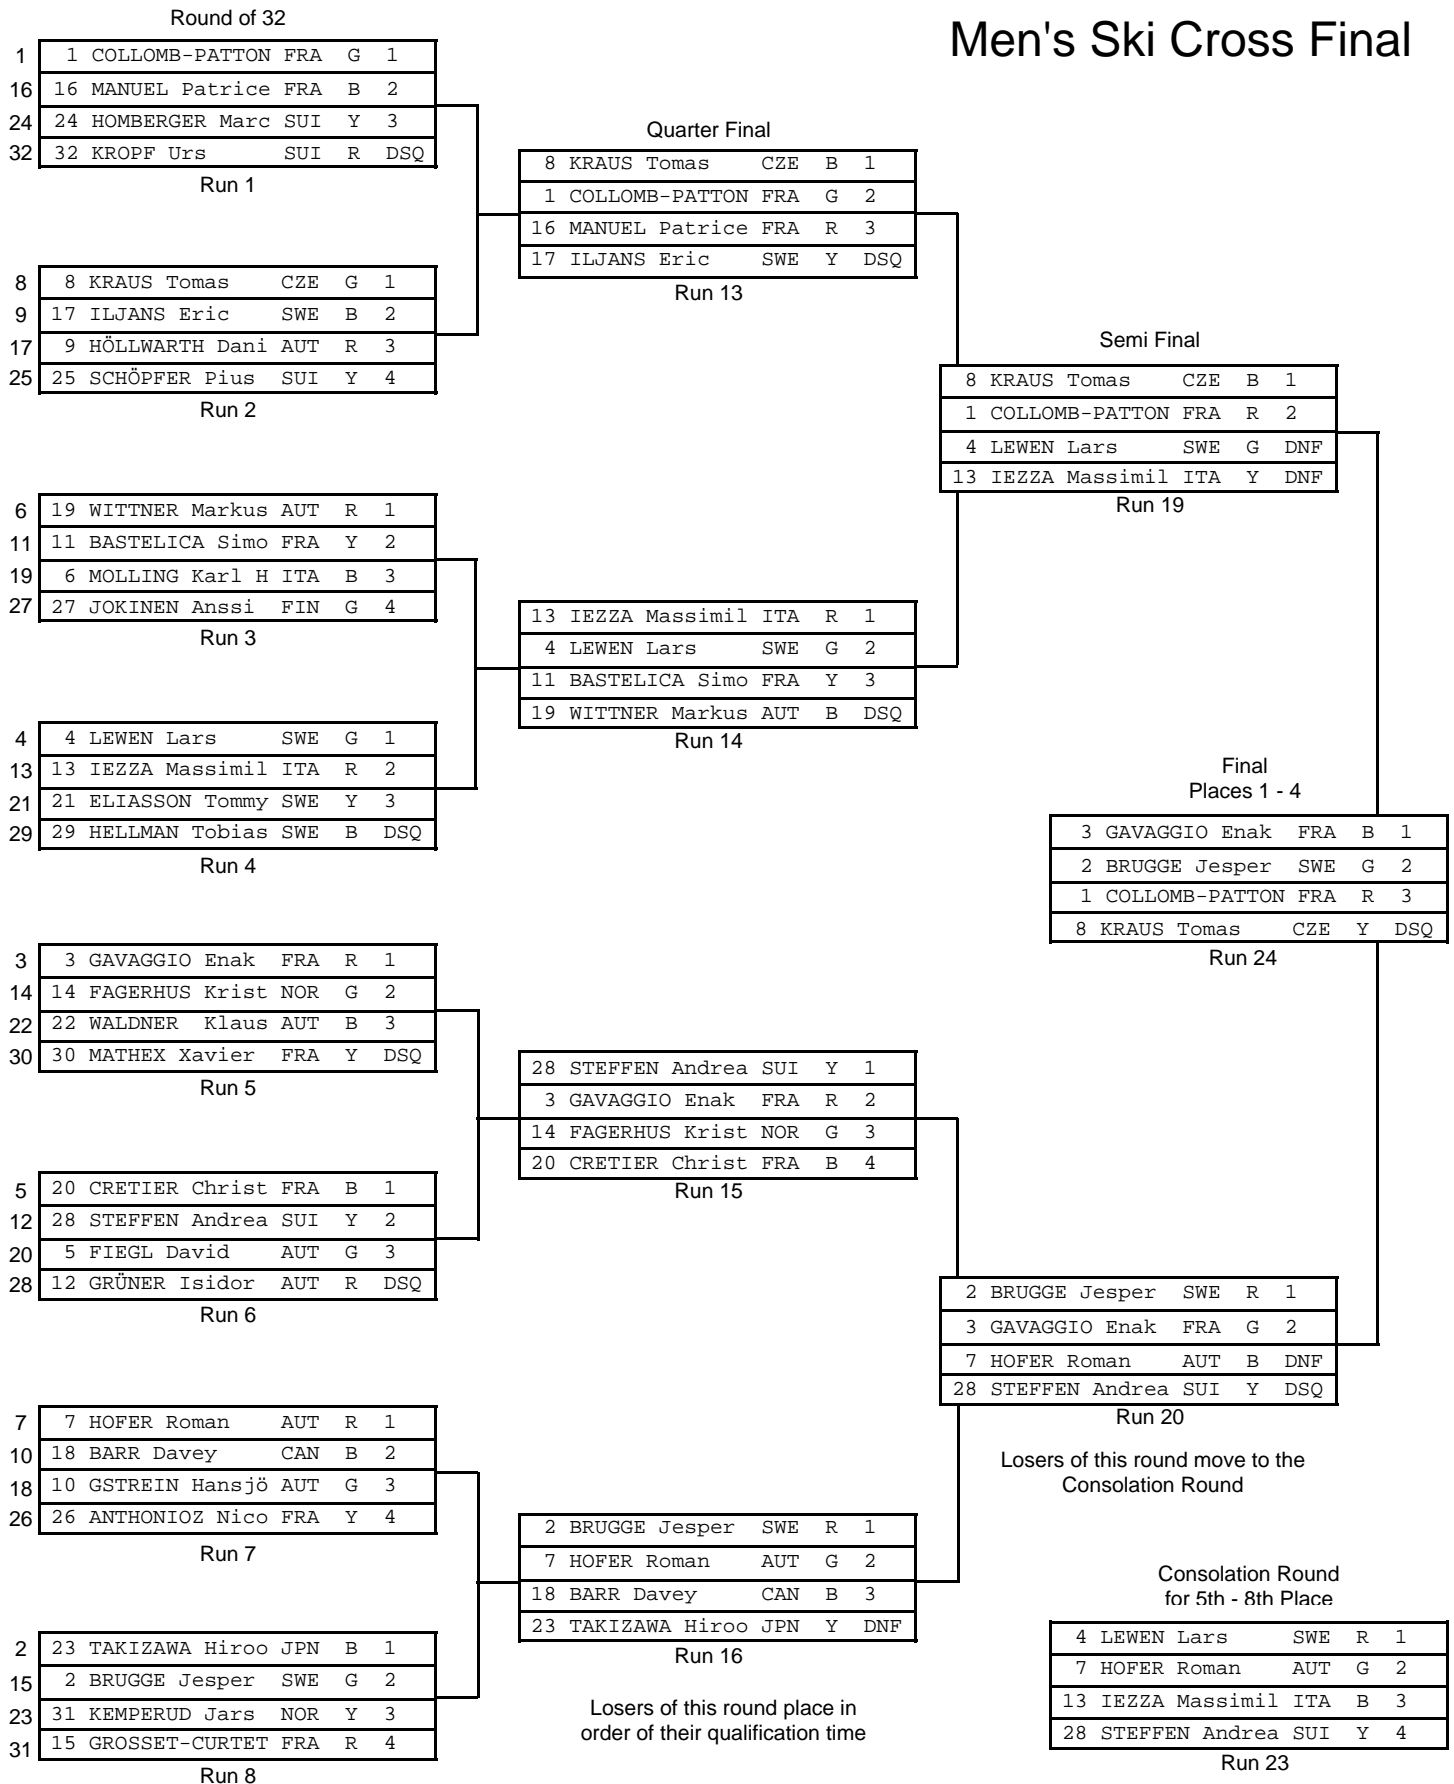 Men's Ski Cross Final
Round of 32
1 1 COLLOMB-PATTON FRA G 1
16 16 MANUEL Patrice FRA B 2
24 24 HOMBERGER Marc SUI Y 3
32 32 KROPF Urs SUI R DSQ
Run 1
8 8 KRAUS Tomas CZE G 1
9 17 ILJANS Eric SWE B 2
17 9 HÖLLWARTH Dani AUT R 3
25 25 SCHÖPFER Pius SUI Y 4
Run 2
6 19 WITTNER Markus AUT R 1
11 11 BASTELICA Simo FRA Y 2
19 6 MOLLING Karl H ITA B 3
27 27 JOKINEN Anssi FIN G 4
Run 3
4 4 LEWEN Lars SWE G 1
13 13 IEZZA Massimil ITA R 2
21 21 ELIASSON Tommy SWE Y 3
29 29 HELLMAN Tobias SWE B DSQ
Run 4
3 3 GAVAGGIO Enak FRA R 1
14 14 FAGERHUS Krist NOR G 2
22 22 WALDNER Klaus AUT B 3
30 30 MATHEX Xavier FRA Y DSQ
Run 5
5 20 CRETIER Christ FRA B 1
12 28 STEFFEN Andrea SUI Y 2
20 5 FIEGL David AUT G 3
28 12 GRÜNER Isidor AUT R DSQ
Run 6
7 7 HOFER Roman AUT R 1
10 18 BARR Davey CAN B 2
18 10 GSTREIN Hansjö AUT G 3
26 26 ANTHONIOZ Nico FRA Y 4
Run 7
2 23 TAKIZAWA Hiroo JPN B 1
15 2 BRUGGE Jesper SWE G 2
23 31 KEMPERUD Jars NOR Y 3
31 15 GROSSET-CURTET FRA R 4
Run 8
Quarter Final
8 KRAUS Tomas CZE B 1
1 COLLOMB-PATTON FRA G 2
16 MANUEL Patrice FRA R 3
17 ILJANS Eric SWE Y DSQ
Run 13
13 IEZZA Massimil ITA R 1
4 LEWEN Lars SWE G 2
11 BASTELICA Simo FRA Y 3
19 WITTNER Markus AUT B DSQ
Run 14
28 STEFFEN Andrea SUI Y 1
3 GAVAGGIO Enak FRA R 2
14 FAGERHUS Krist NOR G 3
20 CRETIER Christ FRA B 4
Run 15
2 BRUGGE Jesper SWE R 1
7 HOFER Roman AUT G 2
18 BARR Davey CAN B 3
23 TAKIZAWA Hiroo JPN Y DNF
Run 16
Losers of this round place in
order of their qualification time
Semi Final
8 KRAUS Tomas CZE B 1
1 COLLOMB-PATTON FRA R 2
4 LEWEN Lars SWE G DNF
13 IEZZA Massimil ITA Y DNF
Run 19
2 BRUGGE Jesper SWE R 1
3 GAVAGGIO Enak FRA G 2
7 HOFER Roman AUT B DNF
28 STEFFEN Andrea SUI Y DSQ
Run 20
Losers of this round move to the
Consolation Round
Final
Places 1 - 4
3 GAVAGGIO Enak FRA B 1
2 BRUGGE Jesper SWE G 2
1 COLLOMB-PATTON FRA R 3
8 KRAUS Tomas CZE Y DSQ
Run 24
Consolation Round
for 5th - 8th Place
4 LEWEN Lars SWE R 1
7 HOFER Roman AUT G 2
13 IEZZA Massimil ITA B 3
28 STEFFEN Andrea SUI Y 4
Run 23